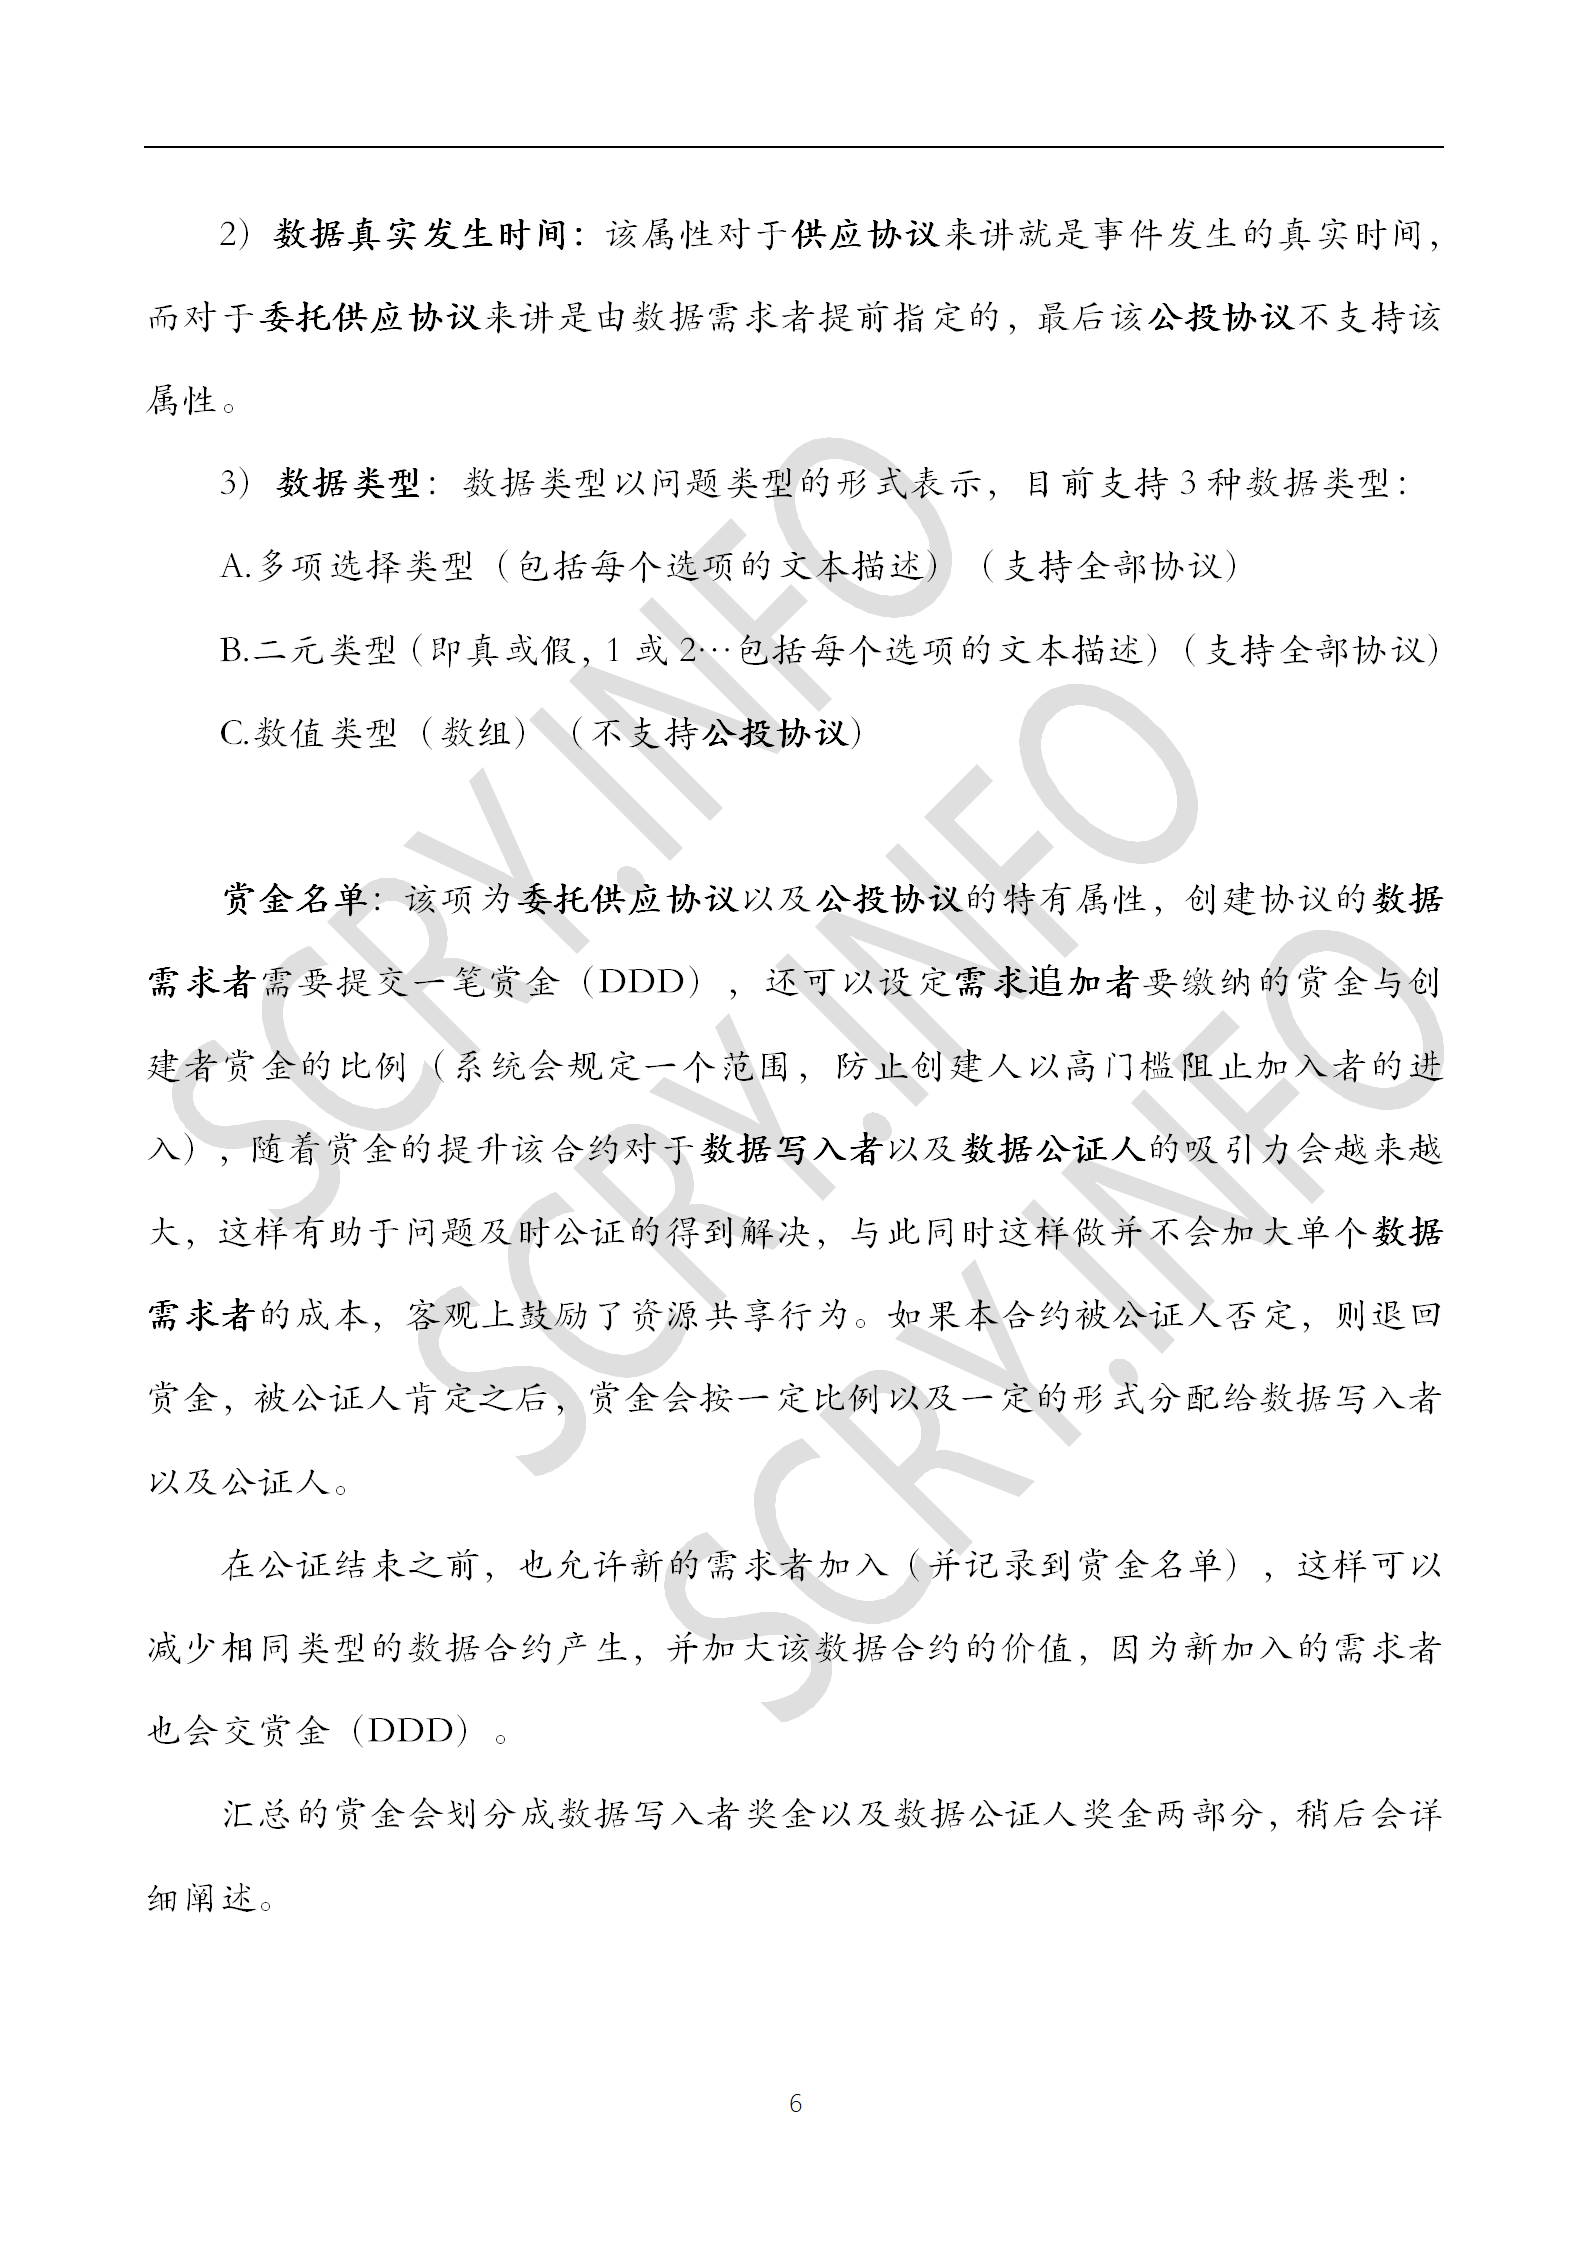 2）数据真实发生时间：该属性对于供应协议来讲就是事件发生的真实时间，
而对于委托供应协议来讲是由数据需求者提前指定的，最后该公投协议不支持该
属性。
3）数据类型：数据类型以问题类型的形式表示，目前支持 3 种数据类型：
A.多项选择类型（包括每个选项的文本描述）（支持全部协议）
B.二元类型（即真或假，1 或 2…包括每个选项的文本描述）（支持全部协议）
C.数值类型（数组）（不支持公投协议）
赏金名单：该项为委托供应协议以及公投协议的特有属性，创建协议的数据
需求者需要提交一笔赏金（DDD），还可以设定需求追加者要缴纳的赏金与创
建者赏金的比例（系统会规定一个范围，防止创建人以高门槛阻止加入者的进
入），随着赏金的提升该合约对于数据写入者以及数据公证人的吸引力会越来越
大，这样有助于问题及时公证的得到解决，与此同时这样做并不会加大单个数据
需求者的成本，客观上鼓励了资源共享行为。如果本合约被公证人否定，则退回
赏金，被公证人肯定之后，赏金会按一定比例以及一定的形式分配给数据写入者
以及公证人。
在公证结束之前，也允许新的需求者加入（并记录到赏金名单），这样可以
减少相同类型的数据合约产生，并加大该数据合约的价值，因为新加入的需求者
也会交赏金（DDD）。
汇总的赏金会划分成数据写入者奖金以及数据公证人奖金两部分，稍后会详
细阐述。
6
SCRY.INFO
SCRY.INFO
SCRY.INFO